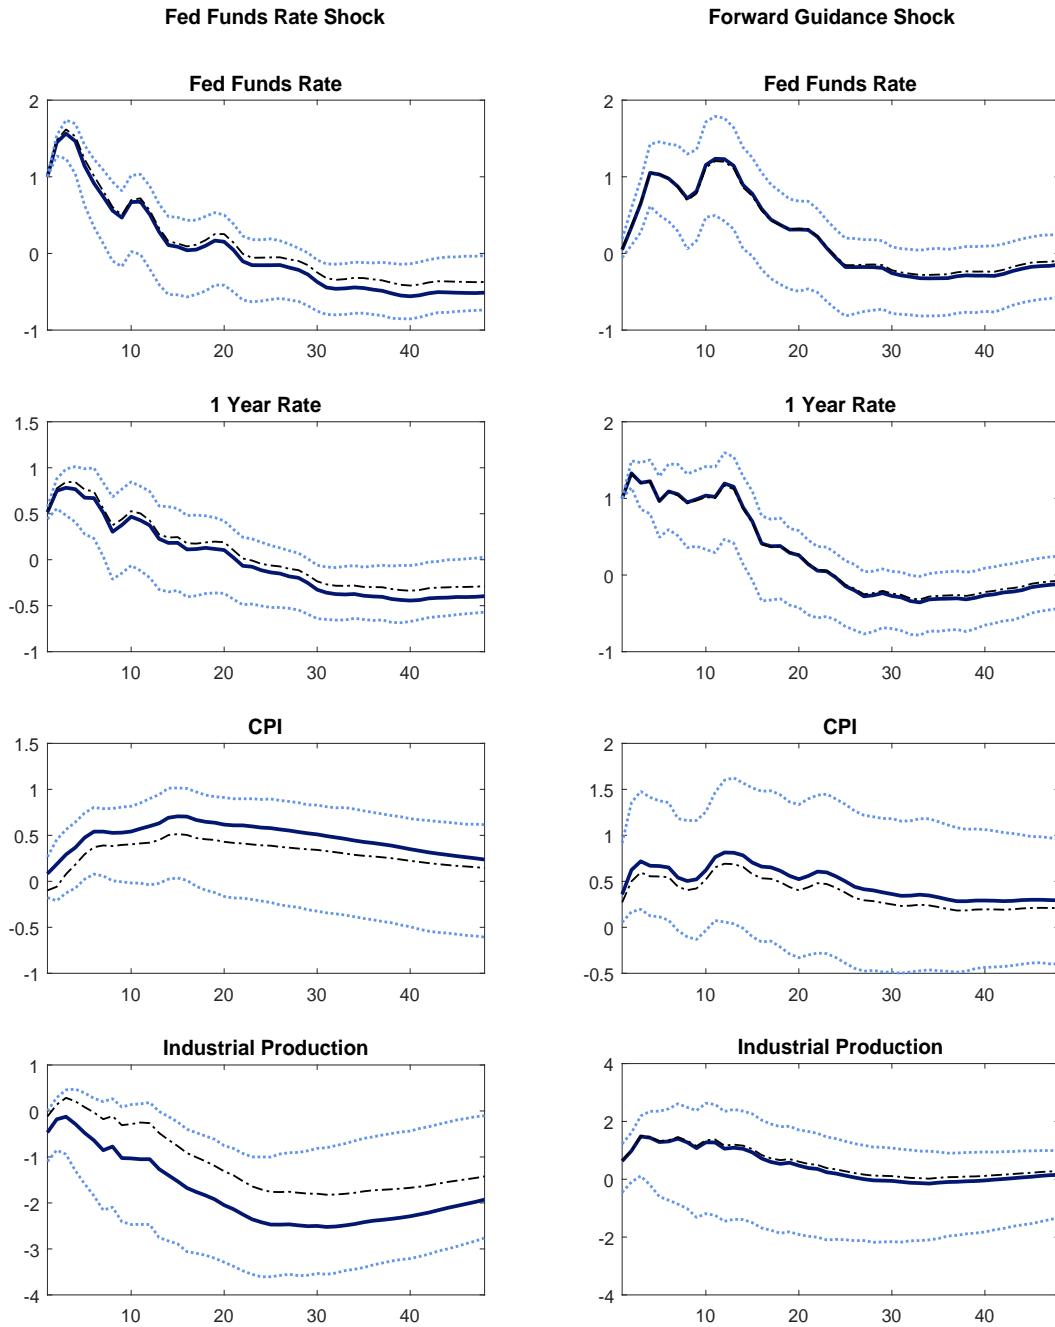 Fed Funds Rate Shock
Forward Guidance Shock
Fed Funds Rate
2
1
0
-1
10 20 30 40
Fed Funds Rate
2
1
0
-1
10 20 30 40
1 Year Rate
1.5
1
0.5
0
-0.5
-1
10 20 30 40
1 Year Rate
2
1
0
-1
10 20 30 40
CPI
1.5
1
0.5
0
-0.5
-1
10 20 30 40
CPI
2
1.5
1
0.5
0
-0.5
10 20 30 40
Industrial Production
1
0
-1
-2
-3
-4
10 20 30 40
Industrial Production
4
2
0
-2
-4
10 20 30 40